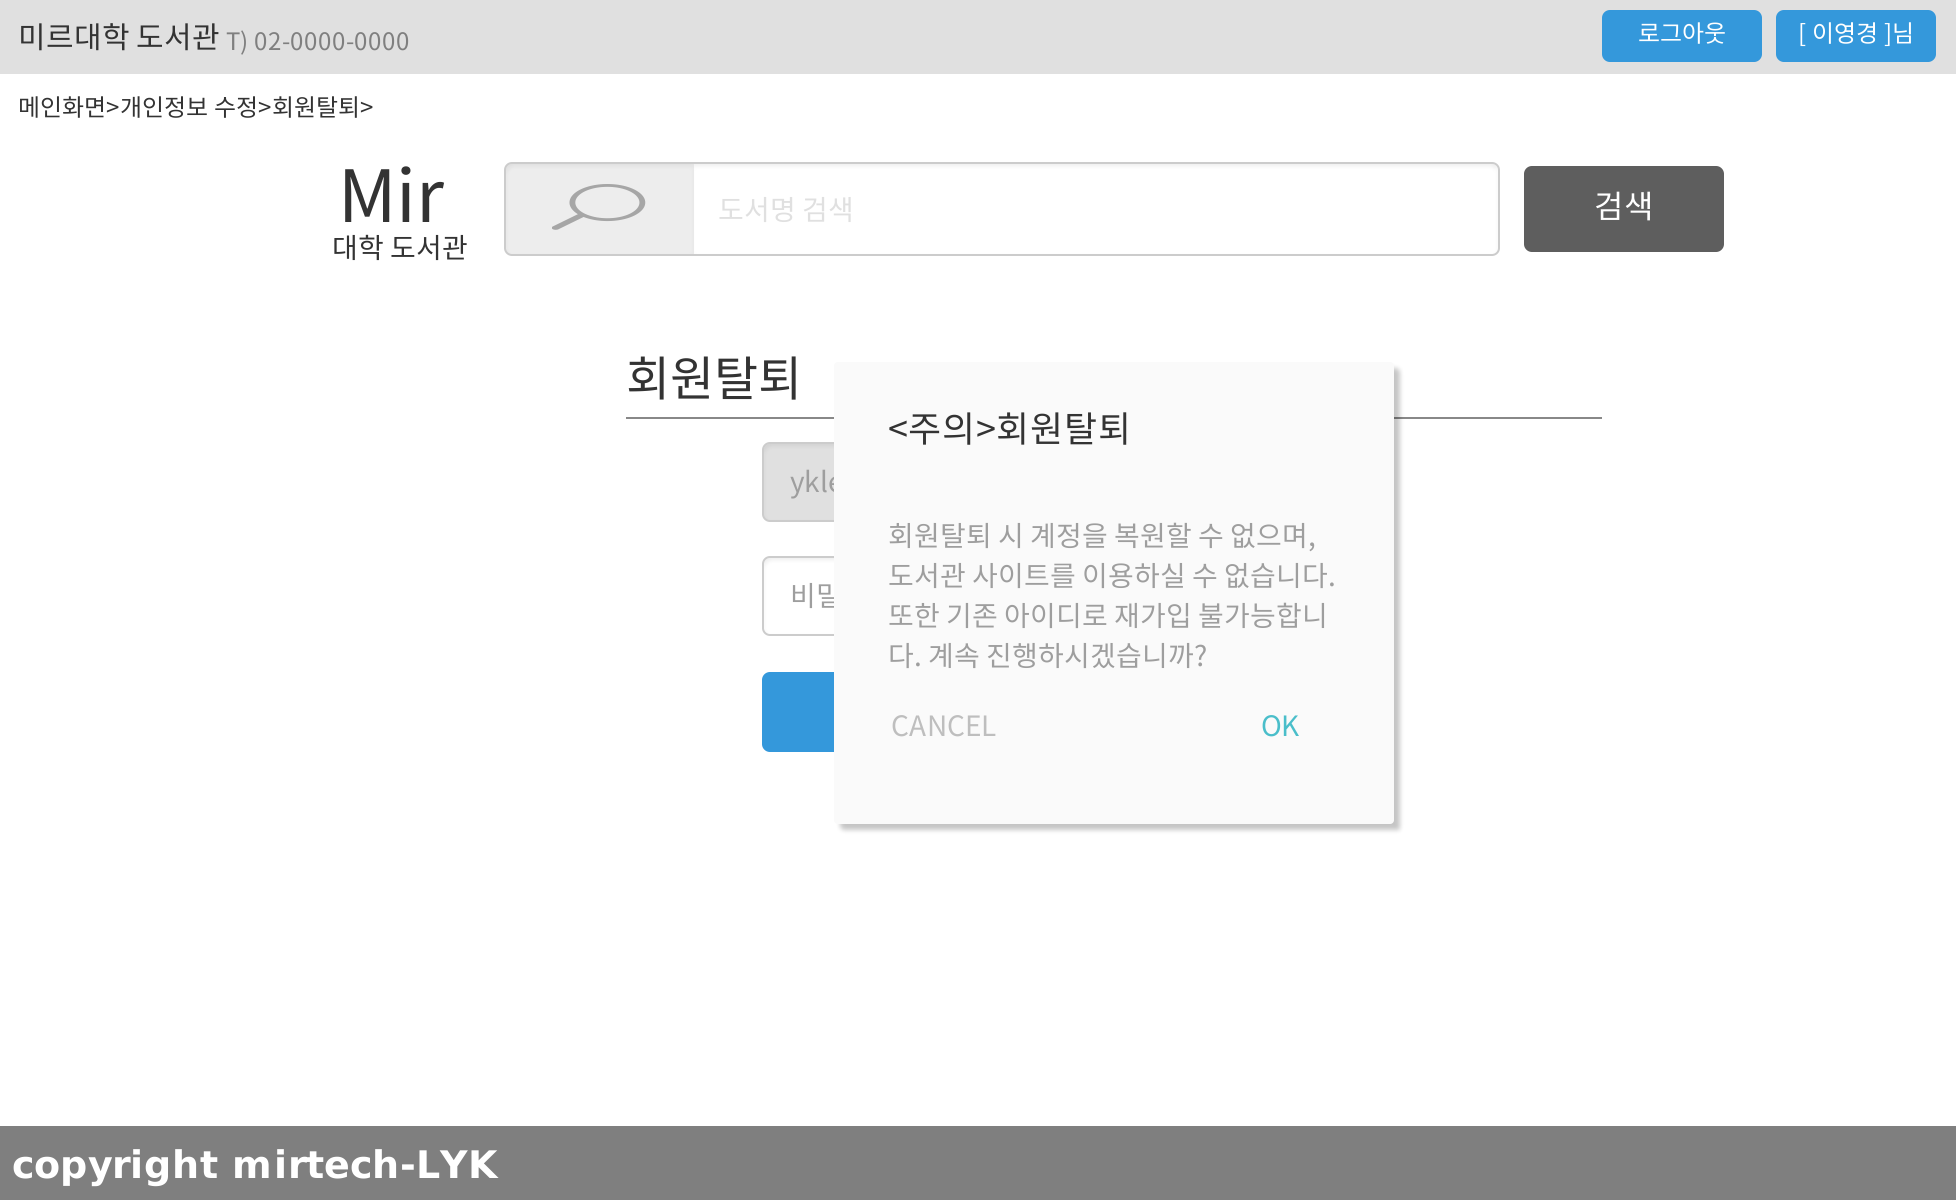 미르대학 도서관 T) 02-0000-0000
로그아웃
[ 이영경 ]님
메인화면>개인정보 수정>회원탈퇴>
Mir
대학 도서관
도서명 검색
검색
회원탈퇴
<주의>회원탈퇴
회원탈퇴 시 계정을 복원할 수 없으며,
도서관 사이트를 이용하실 수 없습니다.
또한 기존 아이디로 재가입 불가능합니
다. 계속 진행하시겠습니까?
CANCEL
OK
copyright mirtech-LYK